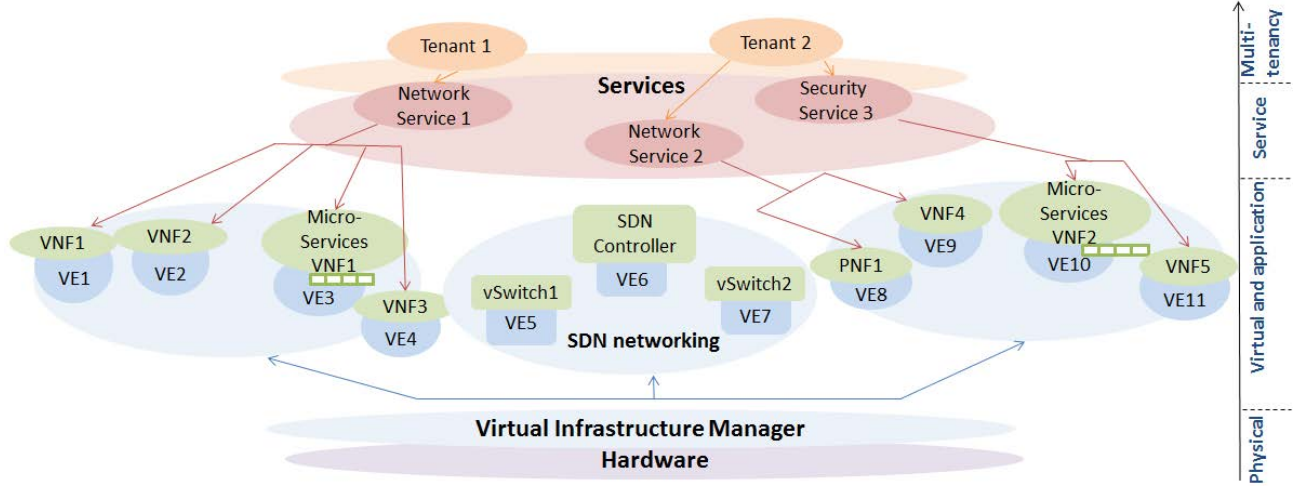 Tenant 1
Tenant 2
Services
Network
Service 1
Security
Service 3
Network
Service 2
VNF1
VE1
VNF2
VE2
Micro-
Services
VNF1
VE3
VNF3
VE4
SDN
Controller
VE6
vSwitch1
VE5
vSwitch2
VE7
SDN networking
PNF1
VE8
VNF4
VE9
Micro-
Services
VNF2
VE10
VNF5
VE11
Virtual Infrastructure Manager
Hardware
Multi-
tenancy
Service
Virtual and application
Physical